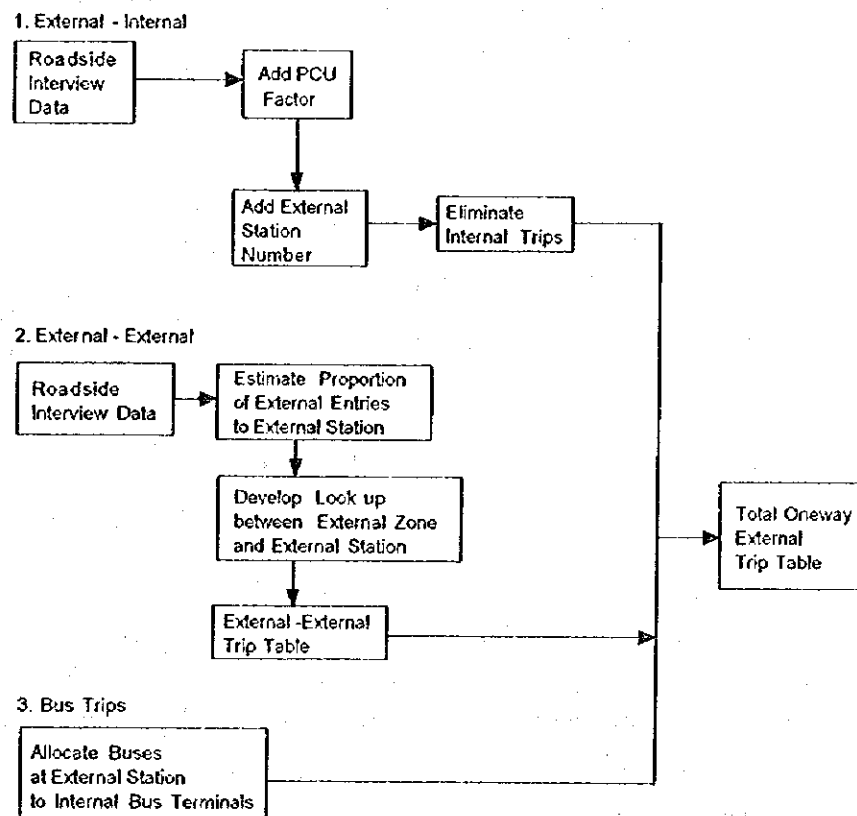 1. External - Internal
Roadside
Interview
Data
Add PCU
Factor
Add External
Station
Number
Eliminate
Internal Trips
2. External - External
Roadside
Interview Data
Estimate Proportion
of External Entries
to External Station
Develop Look up
between External Zone
and External Station
External -External
Trip Table
Total Oneway
External
Trip Table
3. Bus Trips
Allocate Buses
at External Station
to Internal Bus Terminals